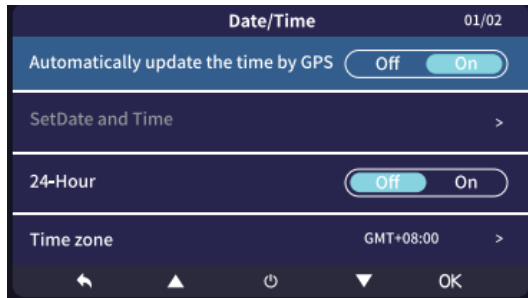 Date/Time 01/02
Automatically update the time by GPS Off On
SetDate and Time >
24-Hour Off On
Time zone GMT+08:00 >
OK